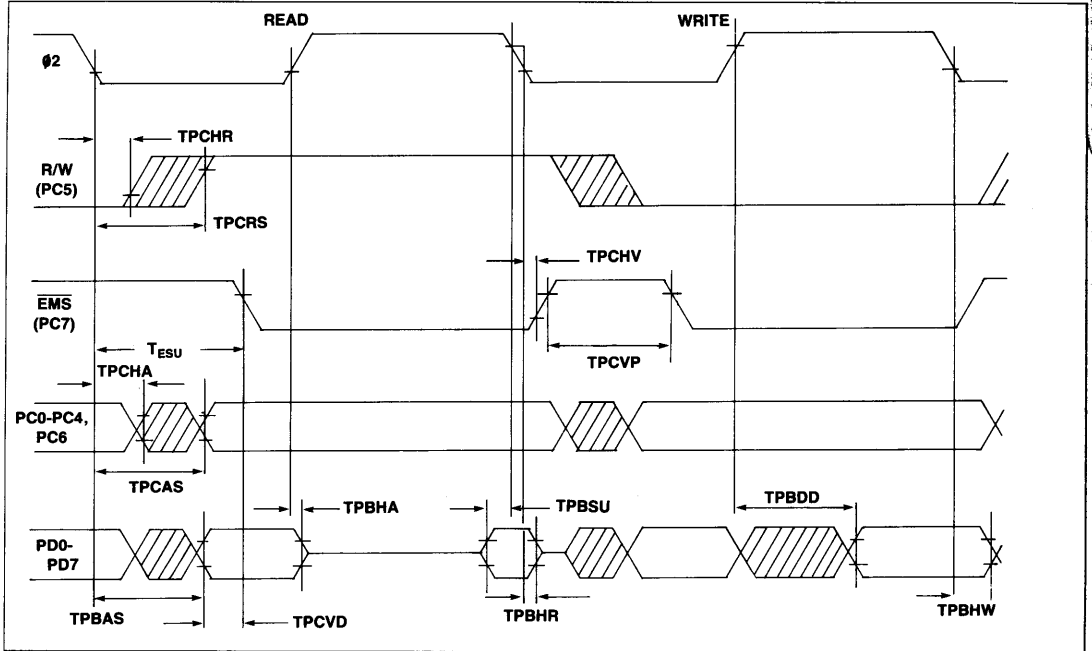 READ WRITE
ø2
TPCHR
R/W
(PC5)
TPCRS
TPCHV
EMS
(PC7)
TESU
TPCVP
TPCHA
PC0-PC4,
PC6
TPCAS
TPBHA TPBSU TPBDD
PD0-
PD7
TPBAS TPCVD TPBHR TPBHW